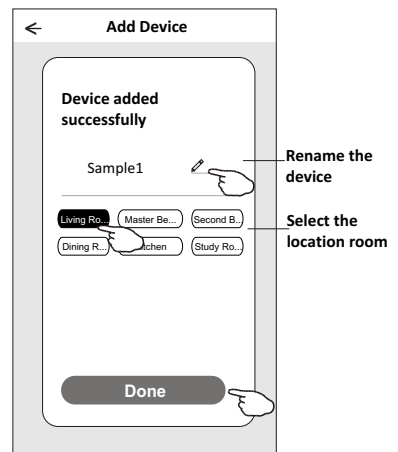 Add Device
Device added
successfully
Sample1
Rename the
device
Living Ro...
Master Be...
Second B...
Select the
location room
Dining R...
itchen
Study Ro...
Done